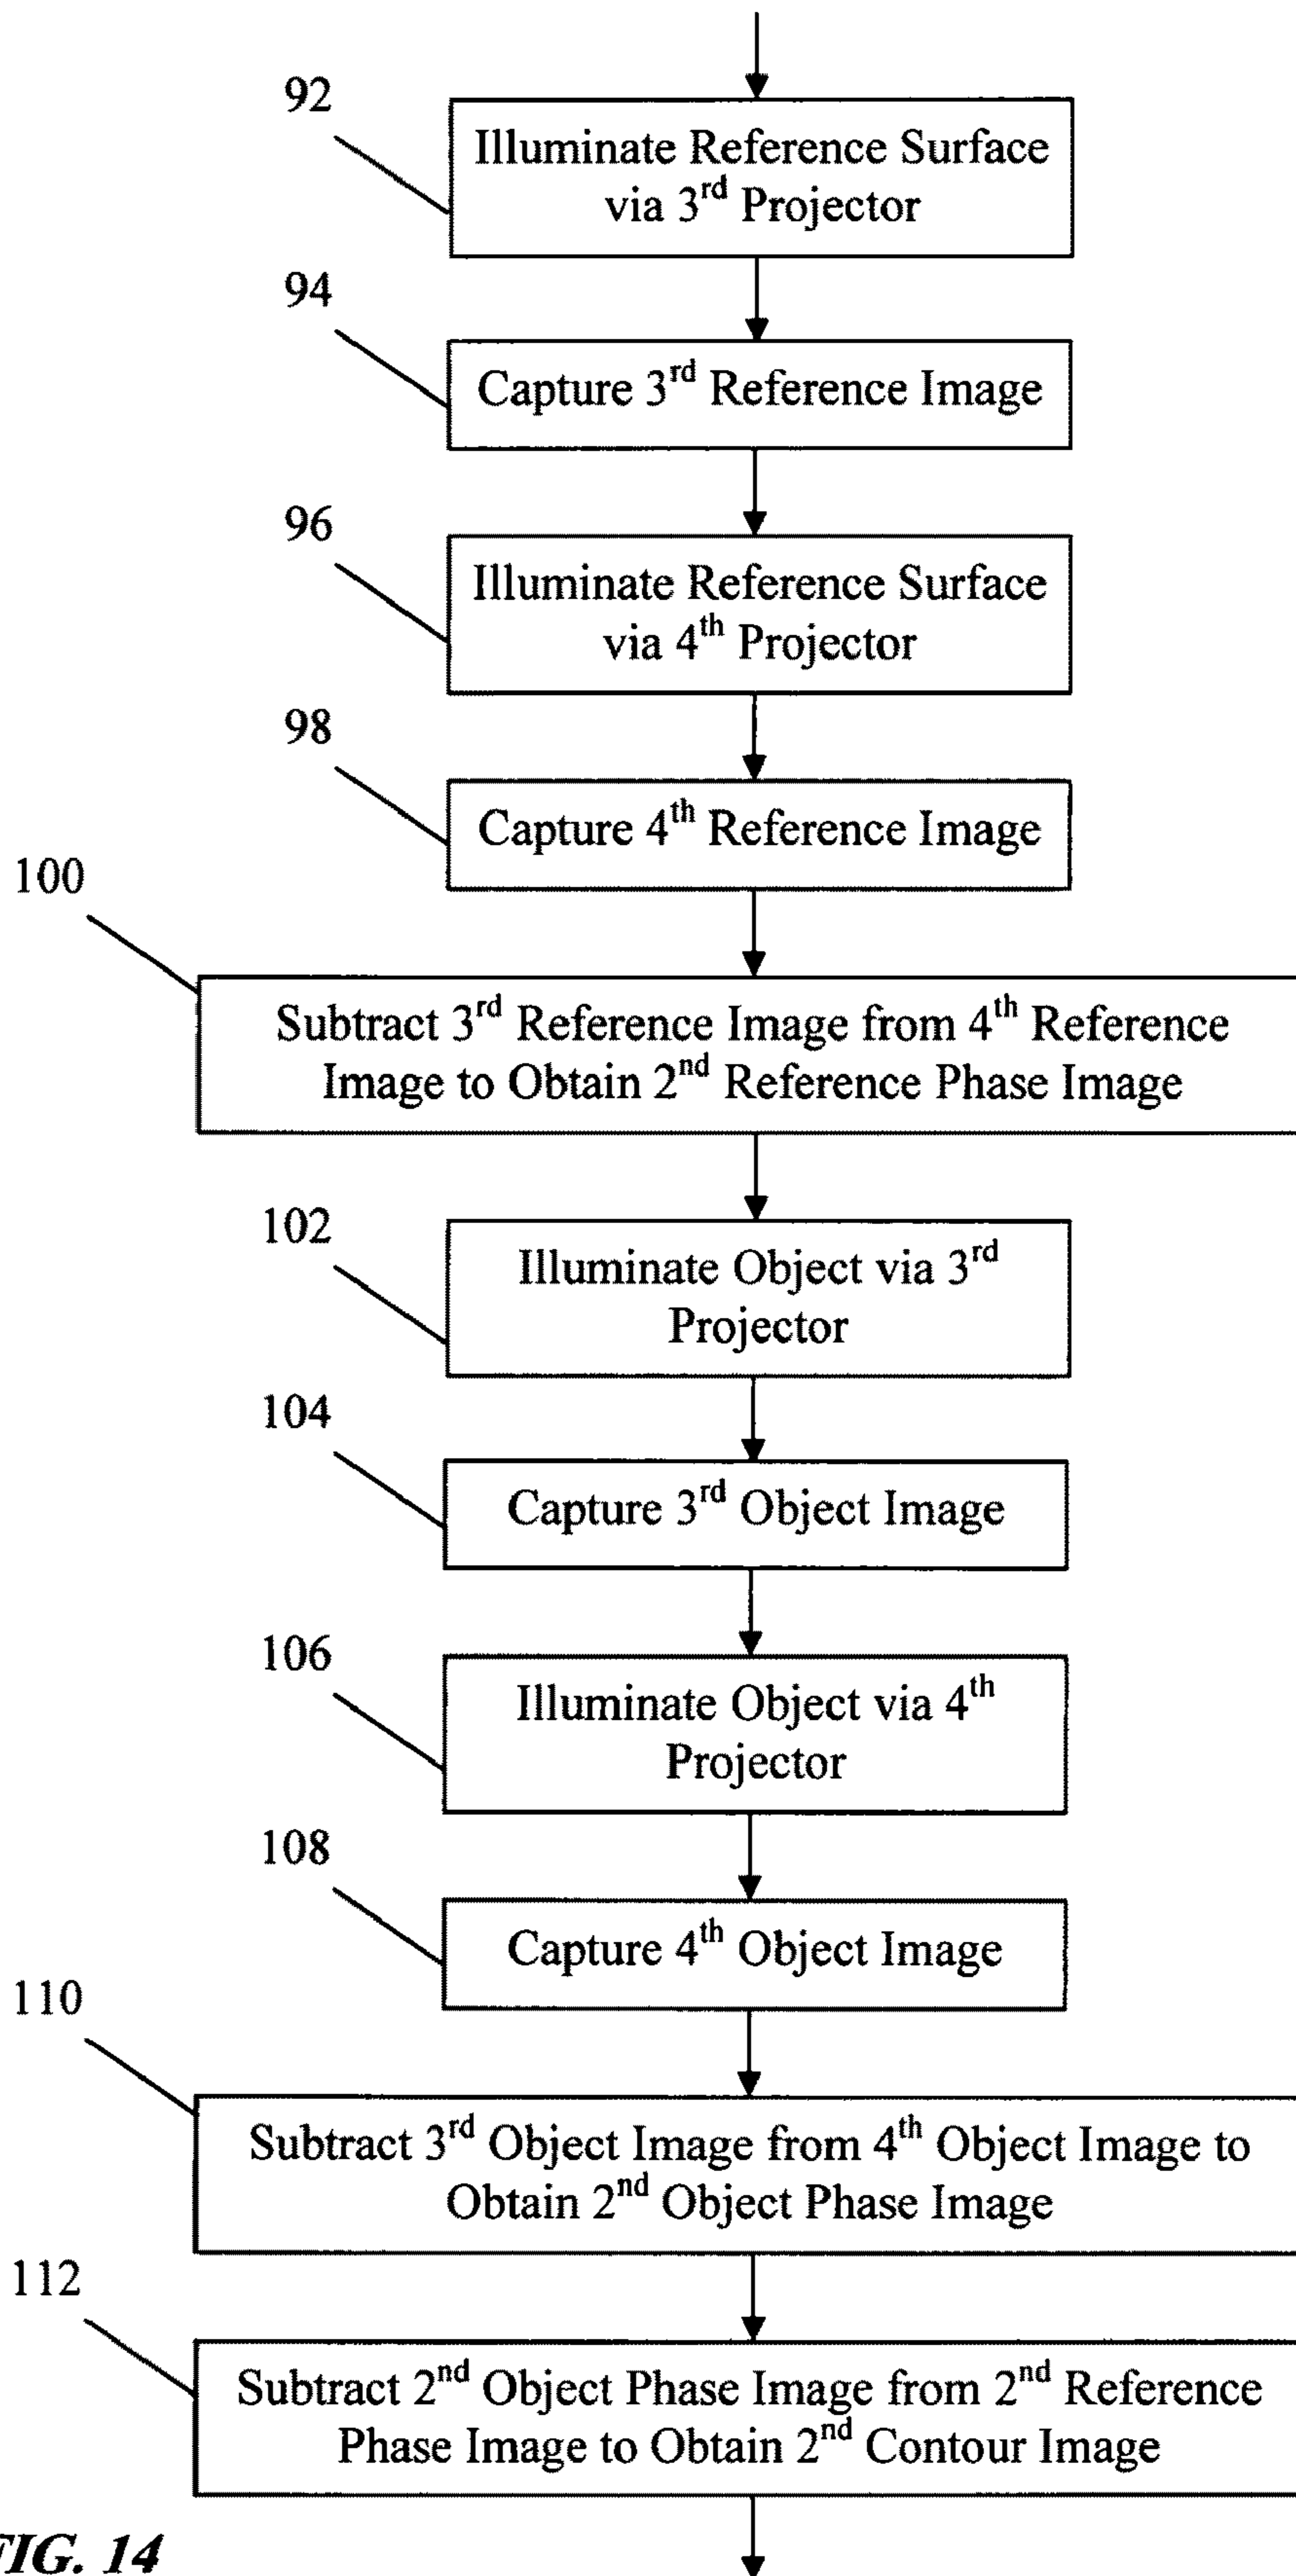 92
Illuminate Reference Surface
via 3rd Projector
94
Capture 3rd Reference Image
96
Illuminate Reference Surface
via 4th Projector
98
Capture 4th Reference Image
100
Subtract 3rd Reference Image from 4th Reference
Image to Obtain 2nd Reference Phase Image
102
Illuminate Object via 3rd
Projector
104
Capture 3rd Object Image
106
Illuminate Object via 4th
Projector
108
Capture 4th Object Image
110
Subtract 3rd Object Image from 4th Object Image to
Obtain 2nd Object Phase Image
112
Subtract 2nd Object Phase Image from 2nd Reference
Phase Image to Obtain 2nd Contour Image
FIG. 14